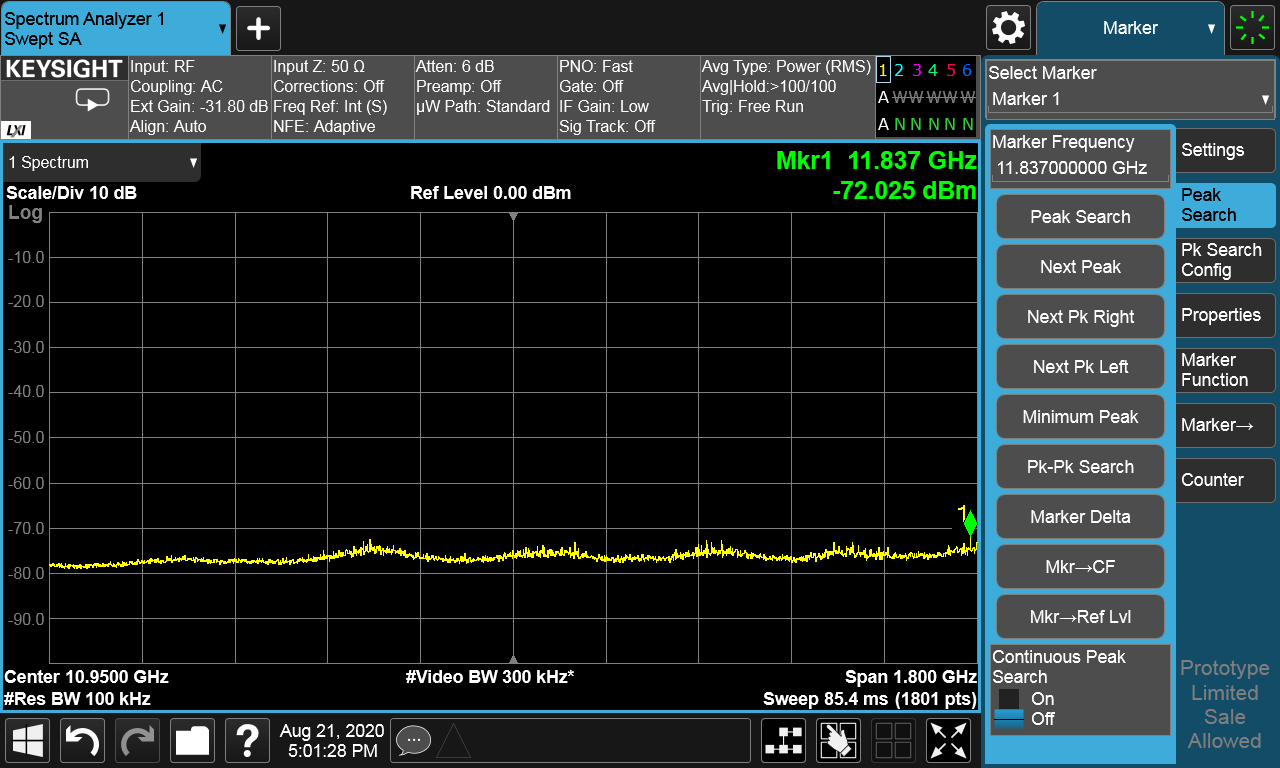 Spectrum Analyzer 1
Swept SA
Marker
KEYSIGHT
LXI
Input: RF
Coupling: AC
Ext Gain: -31.80 dB
Align: Auto
Input Z: 50 Ω
Corrections: Off
Freq Ref: Int (S)
NFE: Adaptive
Atten: 6 dB
Preamp: Off
µW Path: Standard
PNO: Fast
Gate: Off
IF Gain: Low
Sig Track: Off
Avg Type: Power (RMS)
Avg|Hold:>100/100
Trig: Free Run
1 2 3 4 5 6
A W W W W W
A N N N N N
Select Marker
Marker 1
1 Spectrum
Mkr1 11.837 GHz
-72.025 dBm
Scale/Div 10 dB
Ref Level 0.00 dBm
Log
-10.0
-20.0
-30.0
-40.0
-50.0
-60.0
-70.0
-80.0
-90.0
1
Center 10.9500 GHz
#Video BW 300 kHz*
Span 1.800 GHz
#Res BW 100 kHz
Sweep 85.4 ms (1801 pts)
Marker Frequency
11.837000000 GHz
Peak Search
Next Peak
Next Pk Right
Next Pk Left
Minimum Peak
Pk-Pk Search
Marker Delta
Mkr→CF
Mkr→Ref Lvl
Continuous Peak
Search
On
Off
Settings
Peak
Search
Pk Search
Config
Properties
Marker
Function
Marker→
Counter
Prototype
Limited
Sale
Allowed
?
Aug 21, 2020
5:01:28 PM